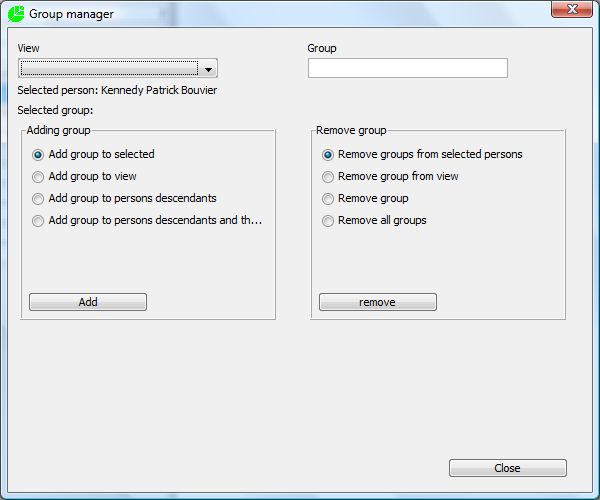 Group manager
View
Group
Selected person: Kennedy Patrick Bouvier
Selected group:
Adding group
Add group to selected
Add group to view
Add group to persons descendants
Add group to persons descendants and th...
Add
Remove group
Remove groups from selected persons
Remove group from view
Remove group
Remove all groups
remove
Close